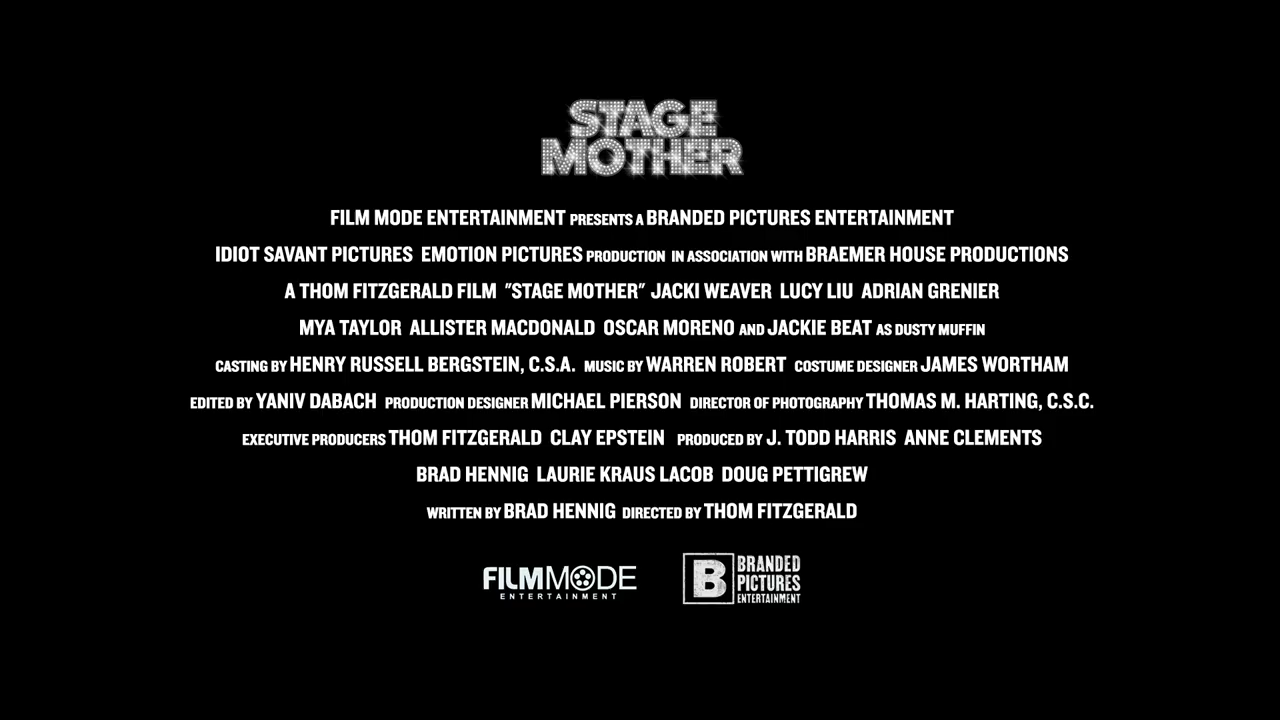 STAGE
MOTHER
FILM MODE ENTERTAINMENT PRESENTS A BRANDED PICTURES ENTERTAINMENT
IDIOT SAVANT PICTURES EMOTION PICTURES PRODUCTION IN ASSOCIATION WITH BRAEMER HOUSE PRODUCTIONS
A THOM FITZGERALD FILM "STAGE MOTHER" JACKI WEAVER LUCY LIU ADRIAN GRENIER
MYA TAYLOR ALLISTER MACDONALD OSCAR MORENO AND JACKIE BEAT AS DUSTY MUFFIN
CASTING BY HENRY RUSSELL BERGSTEIN, C.S.A. MUSIC BY WARREN ROBERT COSTUME DESIGNER JAMES WORTHAM
EDITED BY YANIV DABACH PRODUCTION DESIGNER MICHAEL PIERSON DIRECTOR OF PHOTOGRAPHY THOMAS M. HARTING, C.S.C.
EXECUTIVE PRODUCERS THOM FITZGERALD CLAY EPSTEIN PRODUCED BY J. TODD HARRIS ANNE CLEMENTS
BRAD HENNIG LAURIE KRAUS LACOB DOUG PETTIGREW
WRITTEN BY BRAD HENNIG DIRECTED BY THOM FITZGERALD
FILMMODE
ENTERTAINMENT
B
BRANDED
PICTURES
ENTERTAINMENT